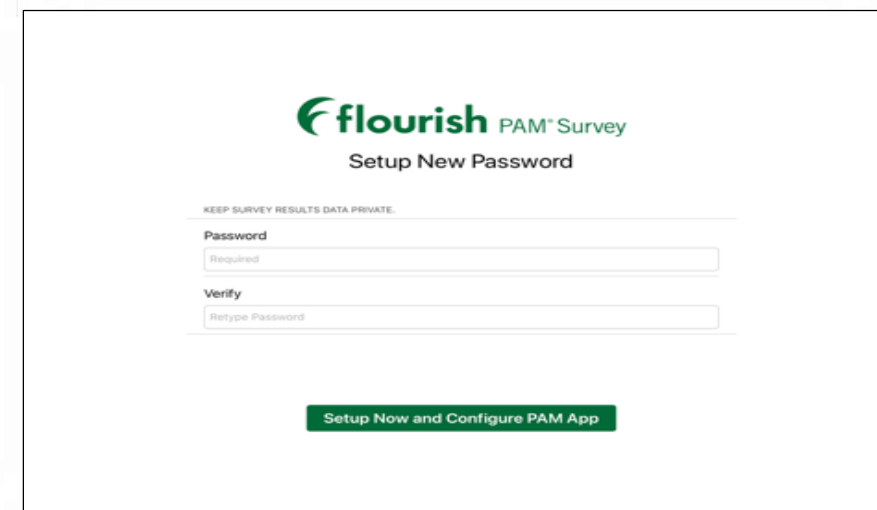 flourish PAM® Survey
Setup New Password
KEEP SURVEY RESULTS DATA PRIVATE.
Password
Required
Verify
Retype Password
Setup Now and Configure PAM App